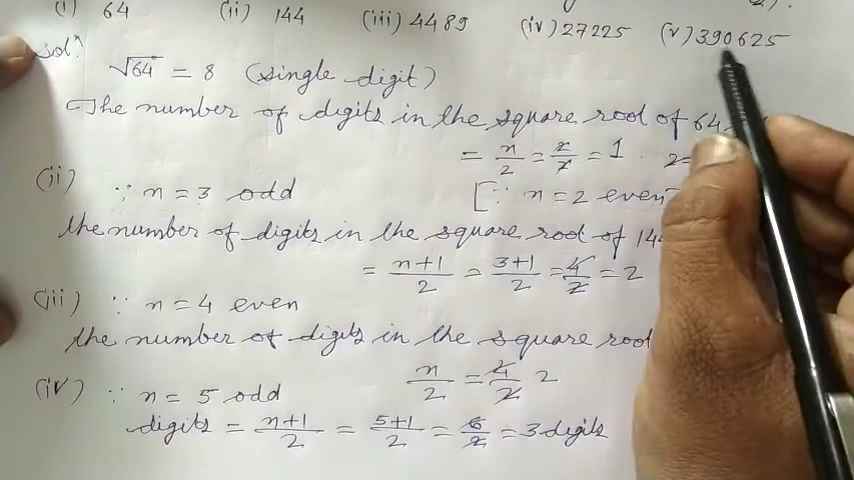 (i) 64 (ii) 144 (iii) 4489 (iv) 27225 (v) 390625
solⁿ
√64 = 8 (single digit)
The number of digits in the square root of 64
= n/2 = 2/2 = 1
(ii) ∵ n = 3 odd [∵ n = 2 even]
the number of digits in the square root of 144
= n+1/2 = 3+1/2 = 4/2 = 2
(iii) ∵ n = 4 even
the number of digits in the square root
n/2 = 4/2 2
(iv) ∵ n = 5 odd
digits = n+1/2 = 5+1/2 = 6/2 = 3 digits